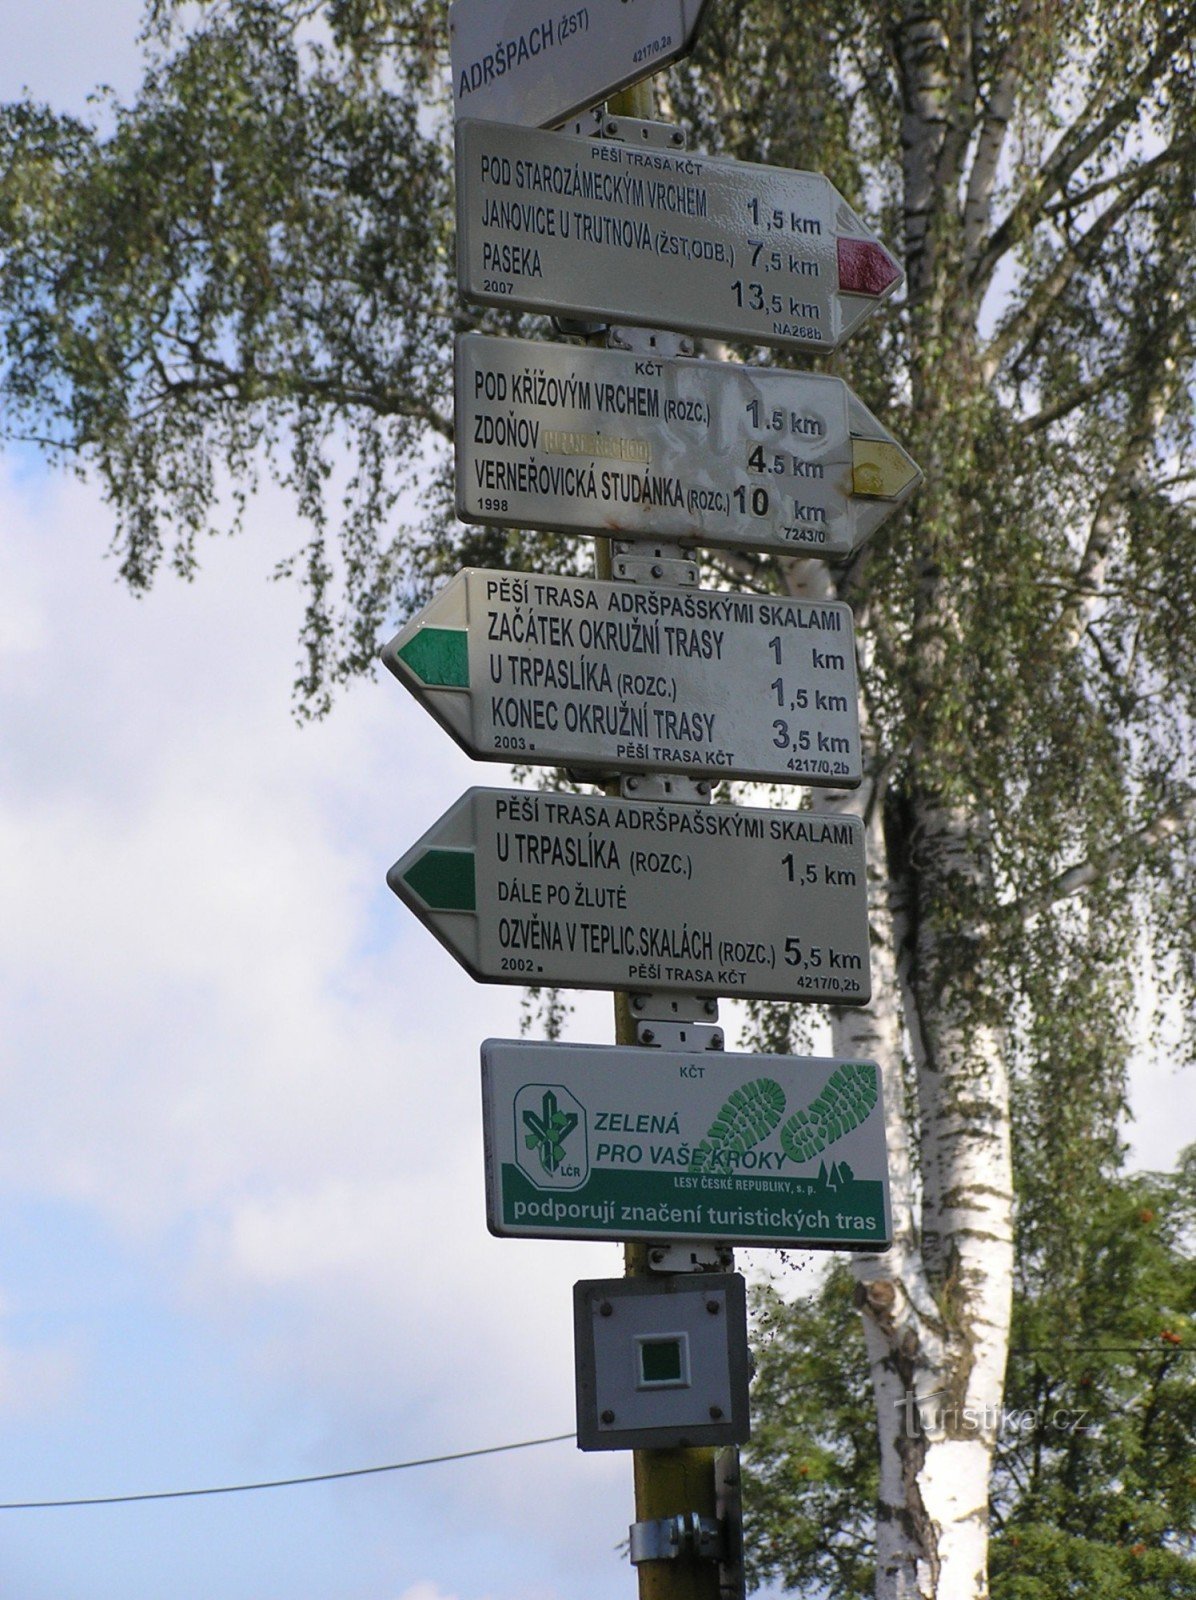 ADRŠPACH (ŽST)
4217/0,2a
PĚŠÍ TRASA KČT
POD STAROZÁMECKÝM VRCHEM 1,5 km
JANOVICE U TRUTNOVA (ŽST,ODB.) 7,5 km
PASEKA 13,5 km
2007 NA268b
KČT
POD KŘÍŽOVÝM VRCHEM (ROZC.) 1.5 km
ZDOŇOV 4.5 km
VERNEŘOVICKÁ STUDÁNKA (ROZC.) 10 km
1998 7243/0
PĚŠÍ TRASA ADRŠPAŠSKÝMI SKALAMI
ZAČÁTEK OKRUŽNÍ TRASY 1 km
U TRPASLÍKA (ROZC.) 1,5 km
KONEC OKRUŽNÍ TRASY 3,5 km
2003 PĚŠÍ TRASA KČT 4217/0,2b
PĚŠÍ TRASA ADRŠPAŠSKÝMI SKALAMI
U TRPASLÍKA (ROZC.) 1,5 km
DÁLE PO ŽLUTÉ
OZVĚNA V TEPLIC.SKALÁCH (ROZC.) 5,5 km
2002 PĚŠÍ TRASA KČT 4217/0,2b
KČT
ZELENÁ
PRO VAŠE KROKY
LČR
LESY ČESKÉ REPUBLIKY, s. p.
podporují značení turistických tras
Turistika.cz